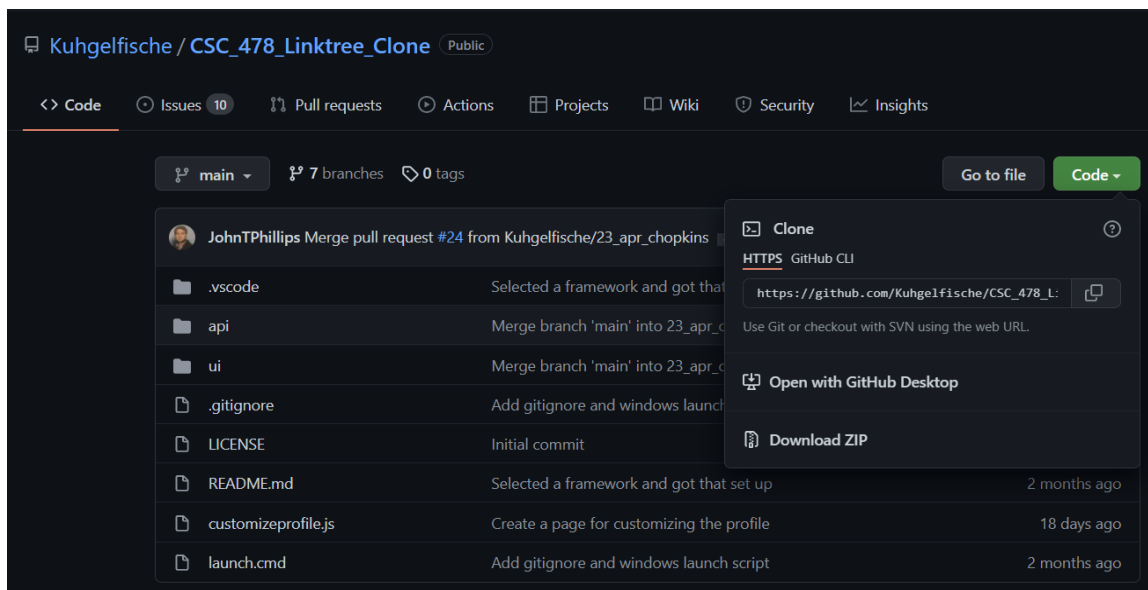 Kuhgelfische / CSC_478_Linktree_Clone Public
<> Code Issues 10 Pull requests Actions Projects Wiki Security Insights
main 7 branches 0 tags Go to file Code
JohnTPhillips Merge pull request #24 from Kuhgelfische/23_apr_chopkins
Clone
HTTPS GitHub CLI
https://github.com/Kuhgelfische/CSC_478_L:
Use Git or checkout with SVN using the web URL.
Open with GitHub Desktop
Download ZIP
.vscode Selected a framework and got that
api Merge branch 'main' into 23_apr_c
ui Merge branch 'main' into 23_apr_c
.gitignore Add gitignore and windows launch
LICENSE Initial commit
README.md Selected a framework and got that set up 2 months ago
customizeprofile.js Create a page for customizing the profile 18 days ago
launch.cmd Add gitignore and windows launch script 2 months ago